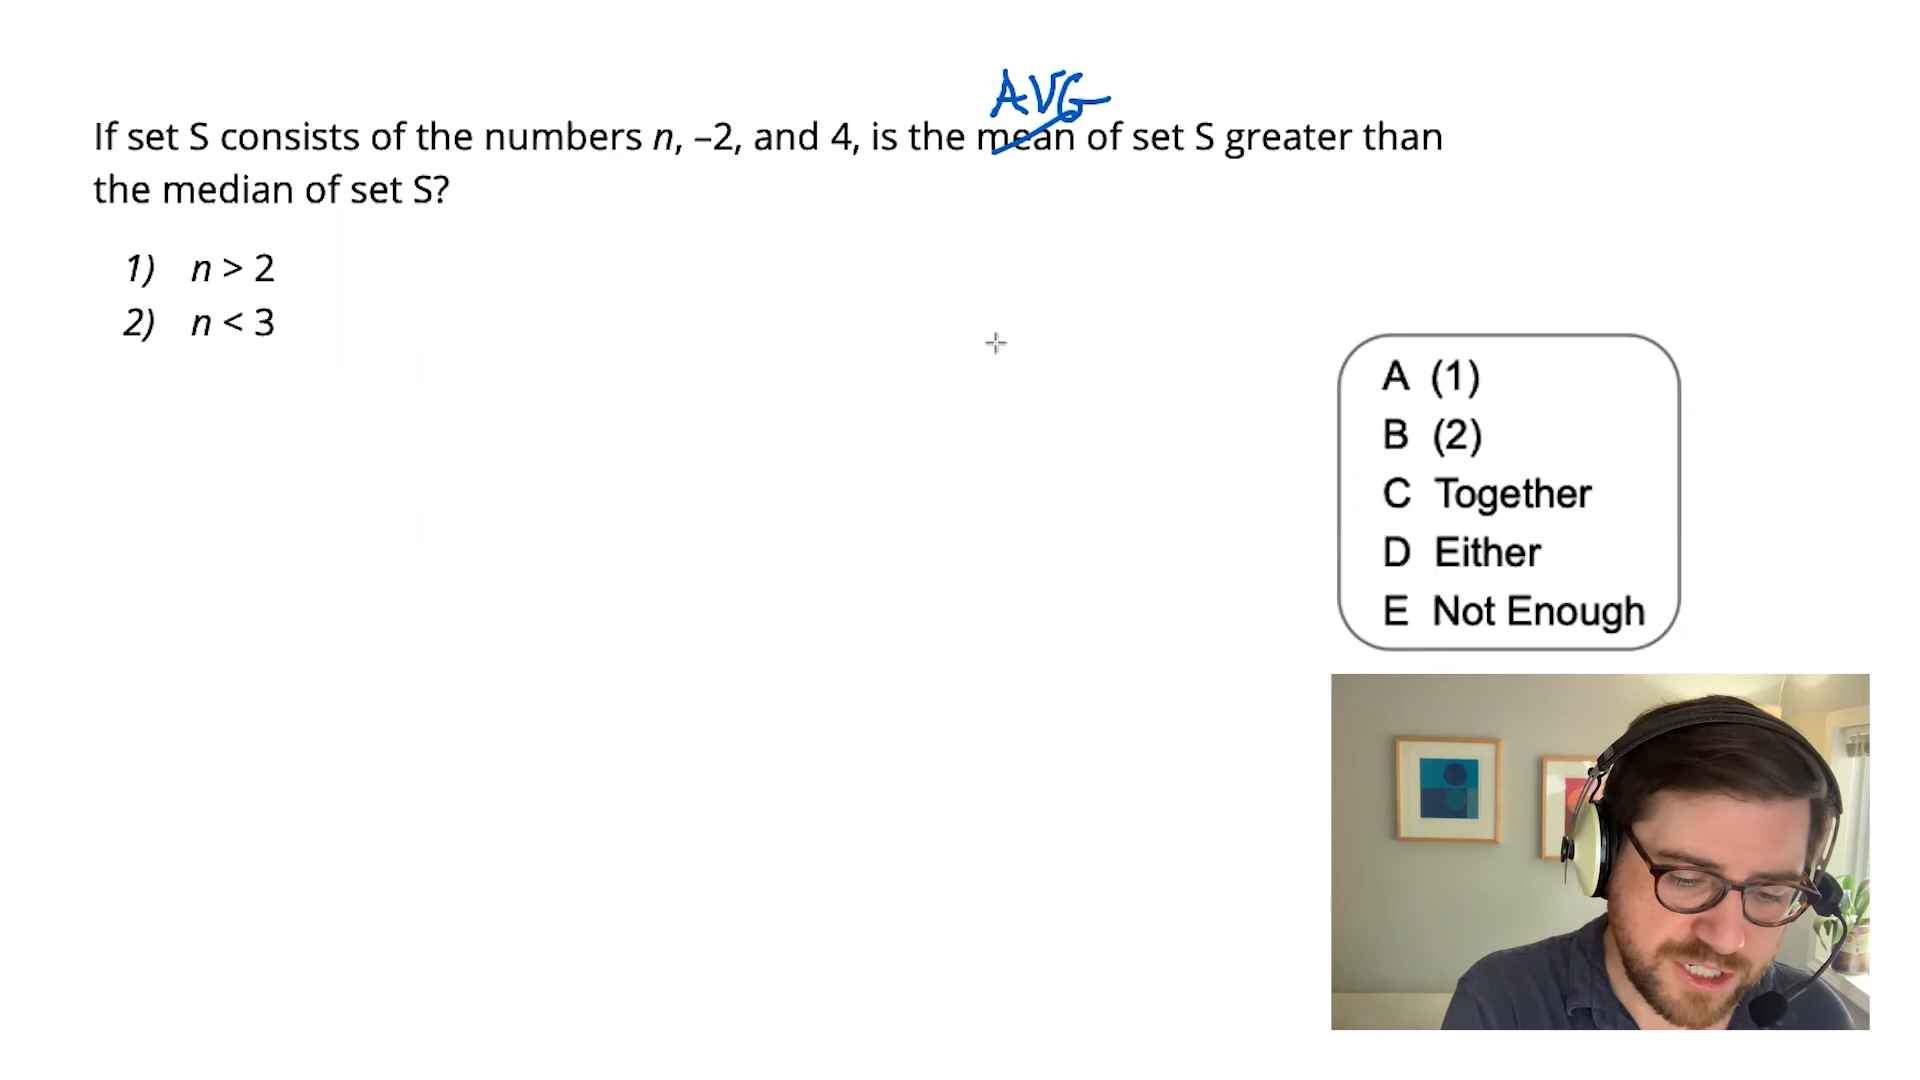 AVG
If set S consists of the numbers n, –2, and 4, is the mean of set S greater than
the median of set S?
1) n > 2
2) n < 3
A (1)
B (2)
C Together
D Either
E Not Enough